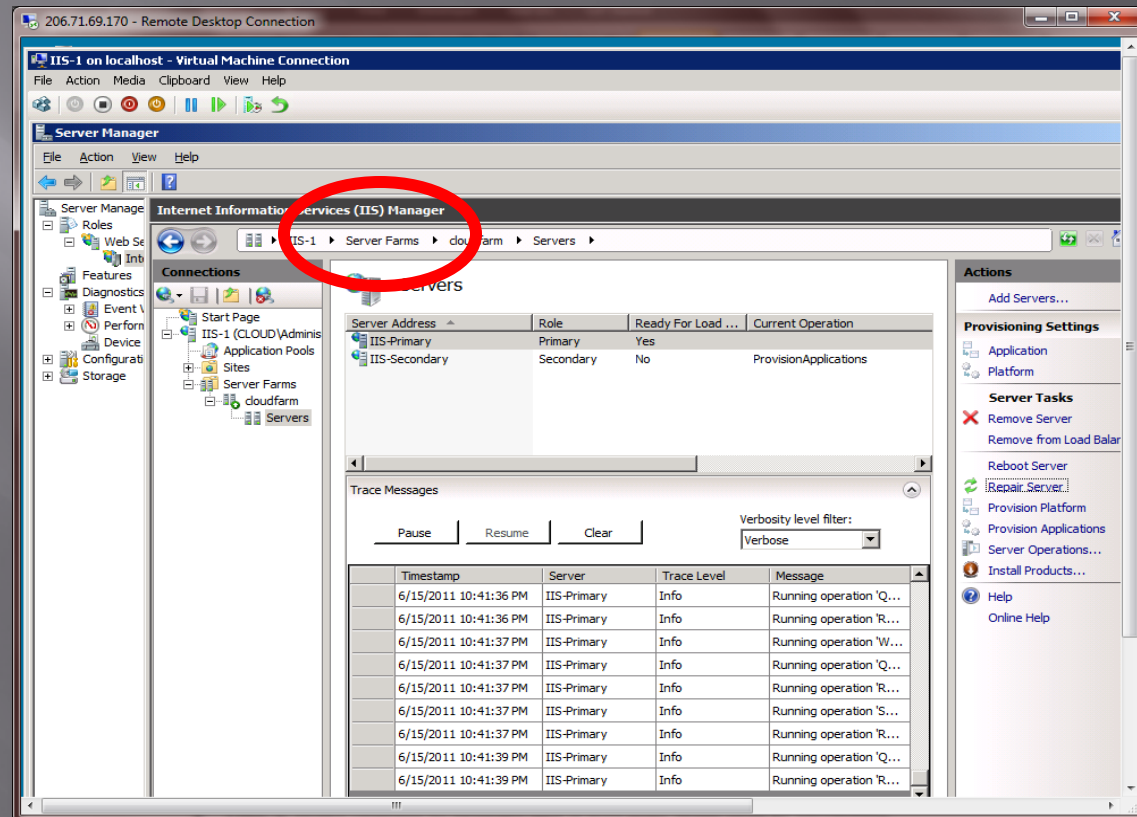 206.71.69.170 - Remote Desktop Connection
IIS-1 on localhost - Virtual Machine Connection
File Action Media Clipboard View Help
Server Manager
File Action View Help
Server Manage
Roles
Web Se
Int
Features
Diagnostics
Event V
Perform
Device
Configurati
Storage
Internet Information Services (IIS) Manager
IIS-1 Server Farms cloudfarm Servers
Connections
Start Page
IIS-1 (CLOUD\Adminis
Application Pools
Sites
Server Farms
cloudfarm
Servers
Servers
Server Address Role Ready For Load ... Current Operation
IIS-Primary Primary Yes
IIS-Secondary Secondary No ProvisionApplications
Trace Messages
Verbosity level filter:
Pause Resume Clear Verbose
Timestamp Server Trace Level Message
6/15/2011 10:41:36 PM IIS-Primary Info Running operation 'Q...
6/15/2011 10:41:36 PM IIS-Primary Info Running operation 'R...
6/15/2011 10:41:37 PM IIS-Primary Info Running operation 'W...
6/15/2011 10:41:37 PM IIS-Primary Info Running operation 'Q...
6/15/2011 10:41:37 PM IIS-Primary Info Running operation 'R...
6/15/2011 10:41:37 PM IIS-Primary Info Running operation 'S...
6/15/2011 10:41:37 PM IIS-Primary Info Running operation 'R...
6/15/2011 10:41:39 PM IIS-Primary Info Running operation 'Q...
6/15/2011 10:41:39 PM IIS-Primary Info Running operation 'R...
Actions
Add Servers...
Provisioning Settings
Application
Platform
Server Tasks
Remove Server
Remove from Load Balar
Reboot Server
Repair Server
Provision Platform
Provision Applications
Server Operations...
Install Products...
Help
Online Help